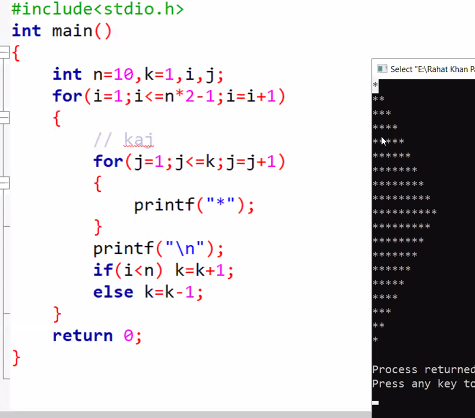 #include<stdio.h>
int main()
{
int n=10,k=1,i,j;
for(i=1;i<=n*2-1;i=i+1)
{
// kaj
for(j=1;j<=k;j=j+1)
{
printf("*");
}
printf("\n");
if(i<n) k=k+1;
else k=k-1;
}
return 0;
}
Select "E:\Rahat Khan
*
**
***
****
*****
******
*******
********
*********
**********
*********
********
*******
******
*****
****
***
**
*
Process returned
Press any key to